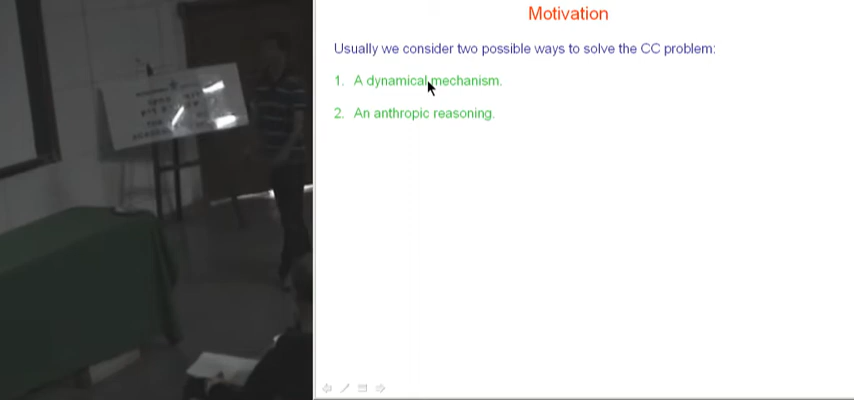 Motivation
Usually we consider two possible ways to solve the CC problem:
1. A dynamical mechanism.
2. An anthropic reasoning.